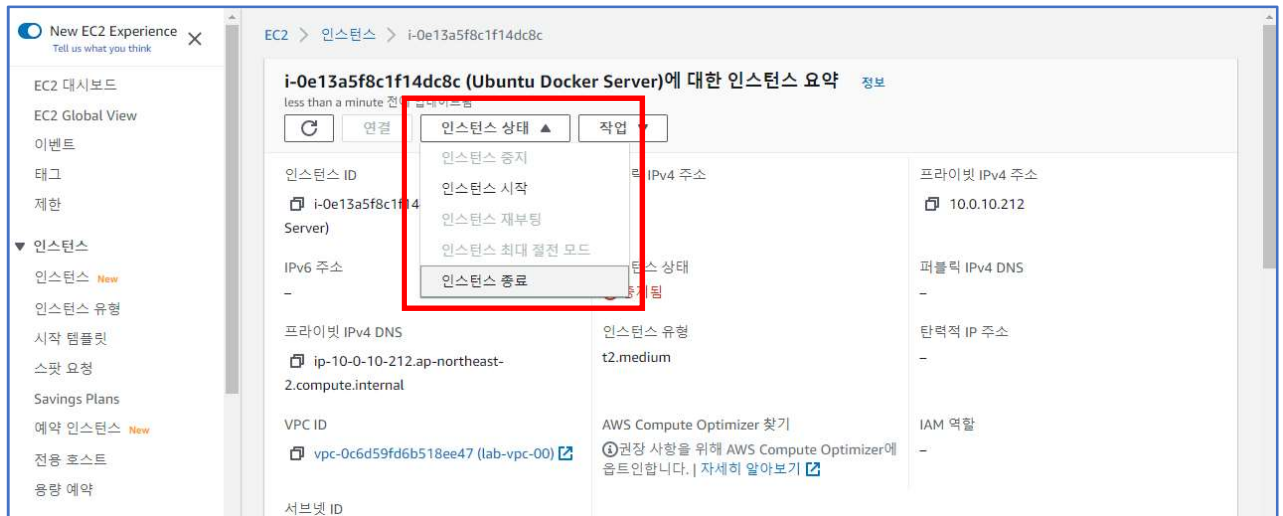 New EC2 Experience
Tell us what you think
EC2 대시보드
EC2 Global View
이벤트
태그
제한
인스턴스
인스턴스 New
인스턴스 유형
시작 템플릿
스팟 요청
Savings Plans
예약 인스턴스 New
전용 호스트
용량 예약
EC2 > 인스턴스 > i-0e13a5f8c1f14dc8c
i-0e13a5f8c1f14dc8c (Ubuntu Docker Server)에 대한 인스턴스 요약 정보
less than a minute 전에 업데이트됨
연결 인스턴스 상태 작업
인스턴스 중지
인스턴스 시작
인스턴스 재부팅
인스턴스 최대 절전 모드
인스턴스 종료
인스턴스 ID
i-0e13a5f8c1f14
Server)
IPv4 주소
프라이빗 IPv4 주소
10.0.10.212
IPv6 주소
–
상태
중지됨
퍼블릭 IPv4 DNS
–
프라이빗 IPv4 DNS
ip-10-0-10-212.ap-northeast-
2.compute.internal
인스턴스 유형
t2.medium
탄력적 IP 주소
–
VPC ID
vpc-0c6d59fd6b518ee47 (lab-vpc-00)
AWS Compute Optimizer 찾기
권장 사항을 위해 AWS Compute Optimizer에
옵트인합니다. | 자세히 알아보기
IAM 역할
–
서브넷 ID